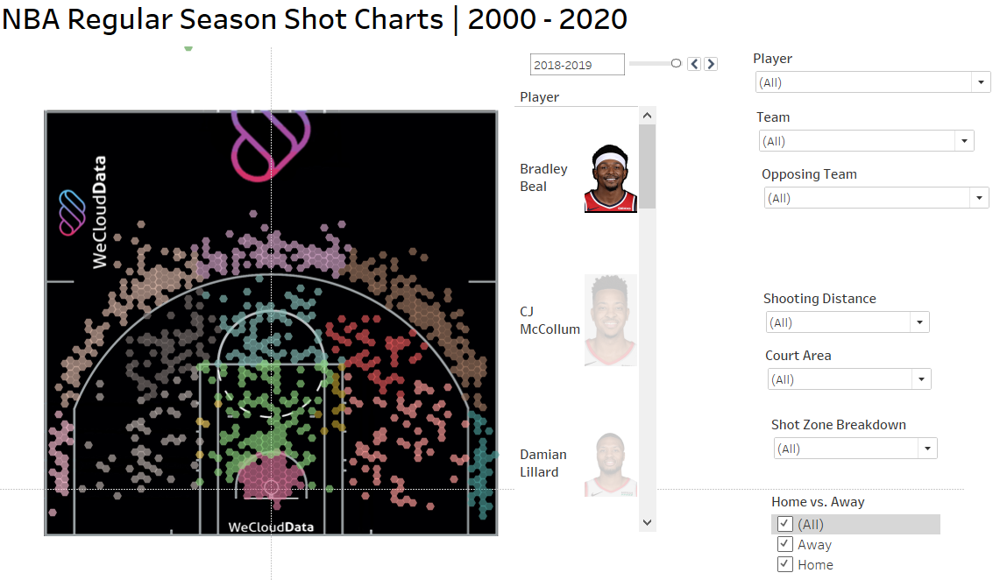 NBA Regular Season Shot Charts | 2000 - 2020
2018-2019
Player
Bradley
Beal
CJ
McCollum
Damian
Lillard
WeCloudData
WeCloudData
Player
(All)
Team
(All)
Opposing Team
(All)
Shooting Distance
(All)
Court Area
(All)
Shot Zone Breakdown
(All)
Home vs. Away
(All)
Away
Home